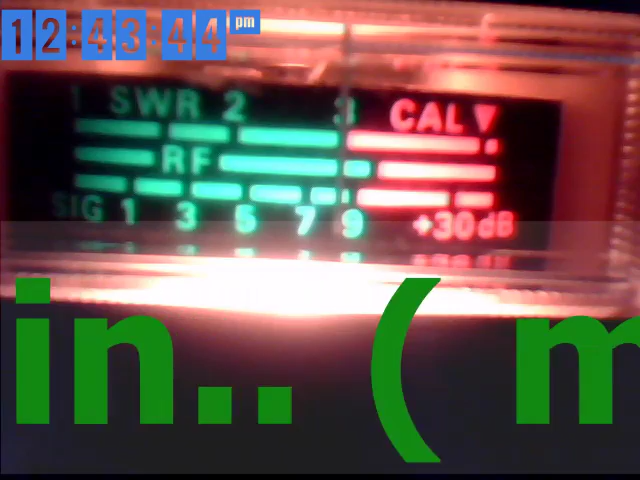 12:43:44 pm
1 SWR 2 3 CAL
RF
SIG 1 3 5 7 9 +30dB
in.. ( m